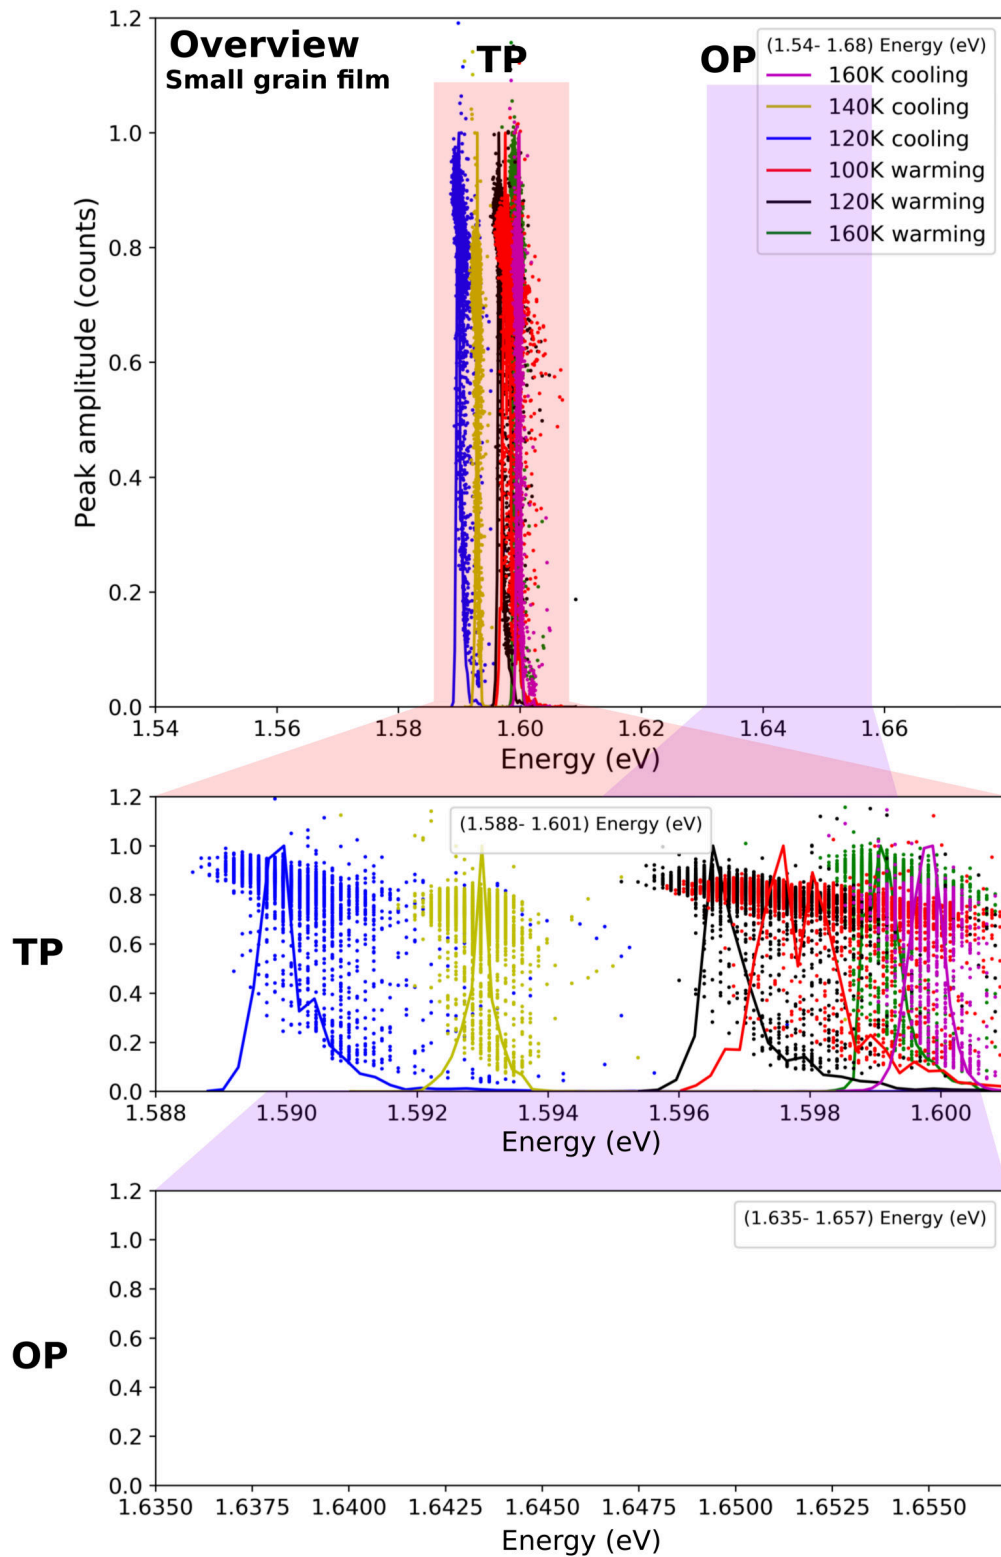 Overview
Small grain film
TP
OP
(1.54- 1.68) Energy (eV)
160K cooling
140K cooling
120K cooling
100K warming
120K warming
160K warming
Peak amplitude (counts)
1.2
1.0
0.8
0.6
0.4
0.2
0.0
1.54 1.56 1.58 1.60 1.62 1.64 1.66
Energy (eV)
TP
(1.588- 1.601) Energy (eV)
1.2
1.0
0.8
0.6
0.4
0.2
0.0
1.588 1.590 1.592 1.594 1.596 1.598 1.600
Energy (eV)
OP
(1.635- 1.657) Energy (eV)
1.2
1.0
0.8
0.6
0.4
0.2
0.0
1.6350 1.6375 1.6400 1.6425 1.6450 1.6475 1.6500 1.6525 1.6550
Energy (eV)